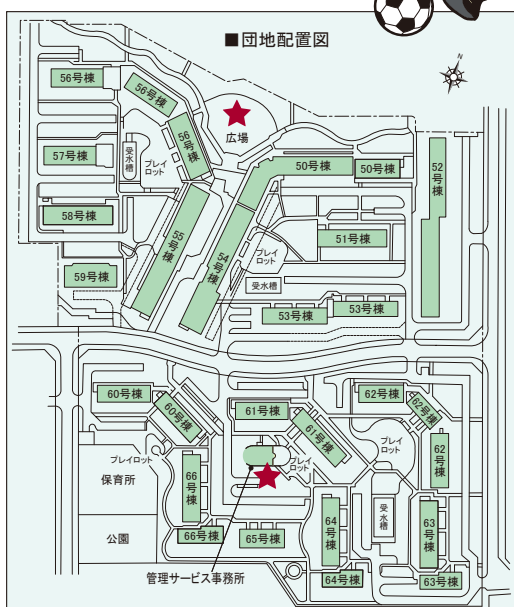 ■団地配置図
N
56号棟
56号棟
56号棟
広場
57号棟
受水槽
プレイロット
50号棟
50号棟
52号棟
58号棟
55号棟
54号棟
51号棟
プレイロット
59号棟
受水槽
53号棟
53号棟
60号棟
60号棟
61号棟
61号棟
62号棟
62号棟
プレイロット
62号棟
プレイロット
プレイロット
保育所
66号棟
64号棟
受水槽
63号棟
公園
66号棟
65号棟
64号棟
63号棟
管理サービス事務所